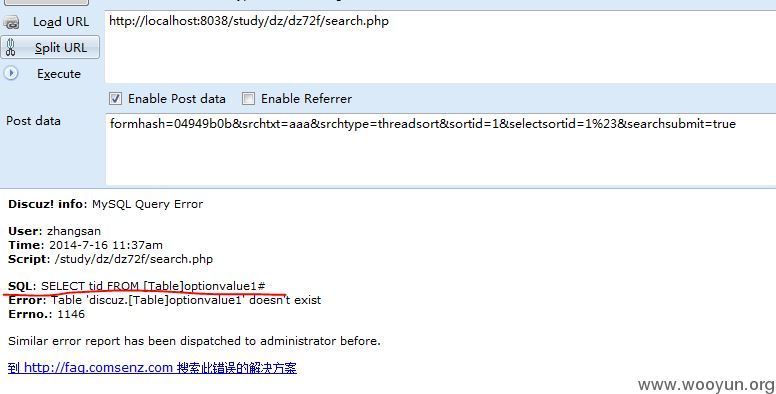 Load URL
http://localhost:8038/study/dz/dz72f/search.php
Split URL
Execute
Enable Post data
Enable Referrer
Post data
formhash=04949b0b&srchtxt=aaa&srchtype=threadsort&sortid=1&selectsortid=1%23&searchsubmit=true
Discuz! info: MySQL Query Error
User: zhangsan
Time: 2014-7-16 11:37am
Script: /study/dz/dz72f/search.php
SQL: SELECT tid FROM [Table]optionvalue1#
Error: Table 'discuz.[Table]optionvalue1' doesn't exist
Errno.: 1146
Similar error report has been dispatched to administrator before.
到 http://faq.comsenz.com 搜索此错误的解决方案
www.wooyun.org